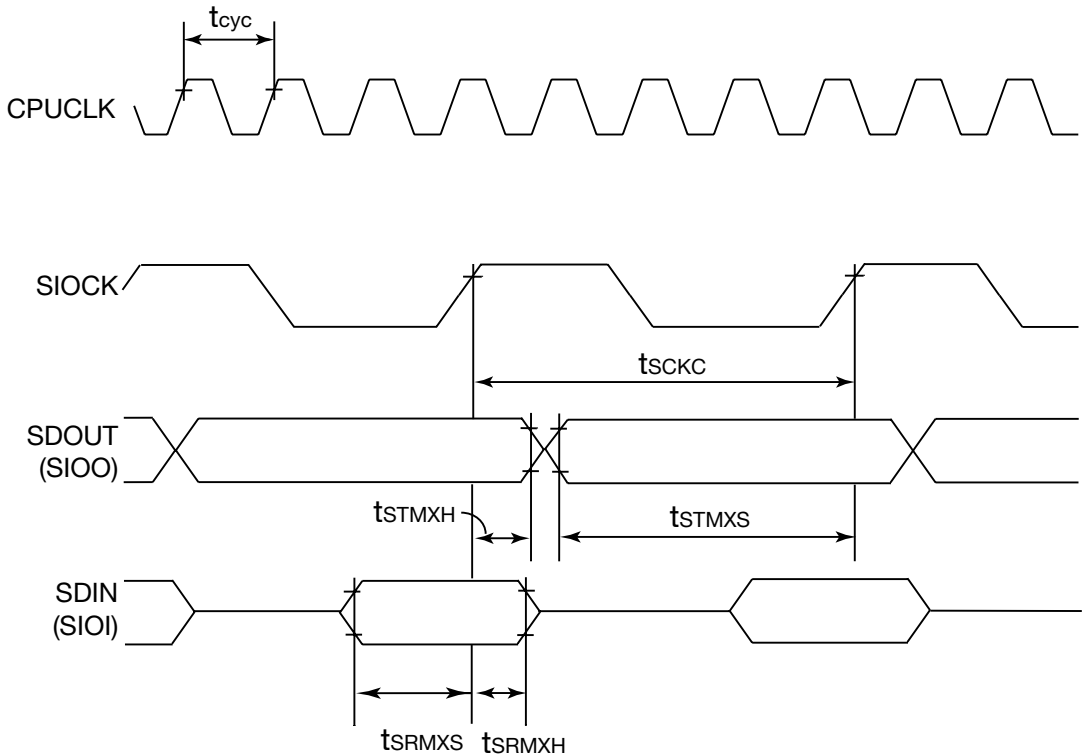 tcyc
CPUCLK
SIOCK
tSCKC
SDOUT
(SIOO)
tSTMXH
tSTMXS
SDIN
(SIOI)
tSRMXS
tSRMXH